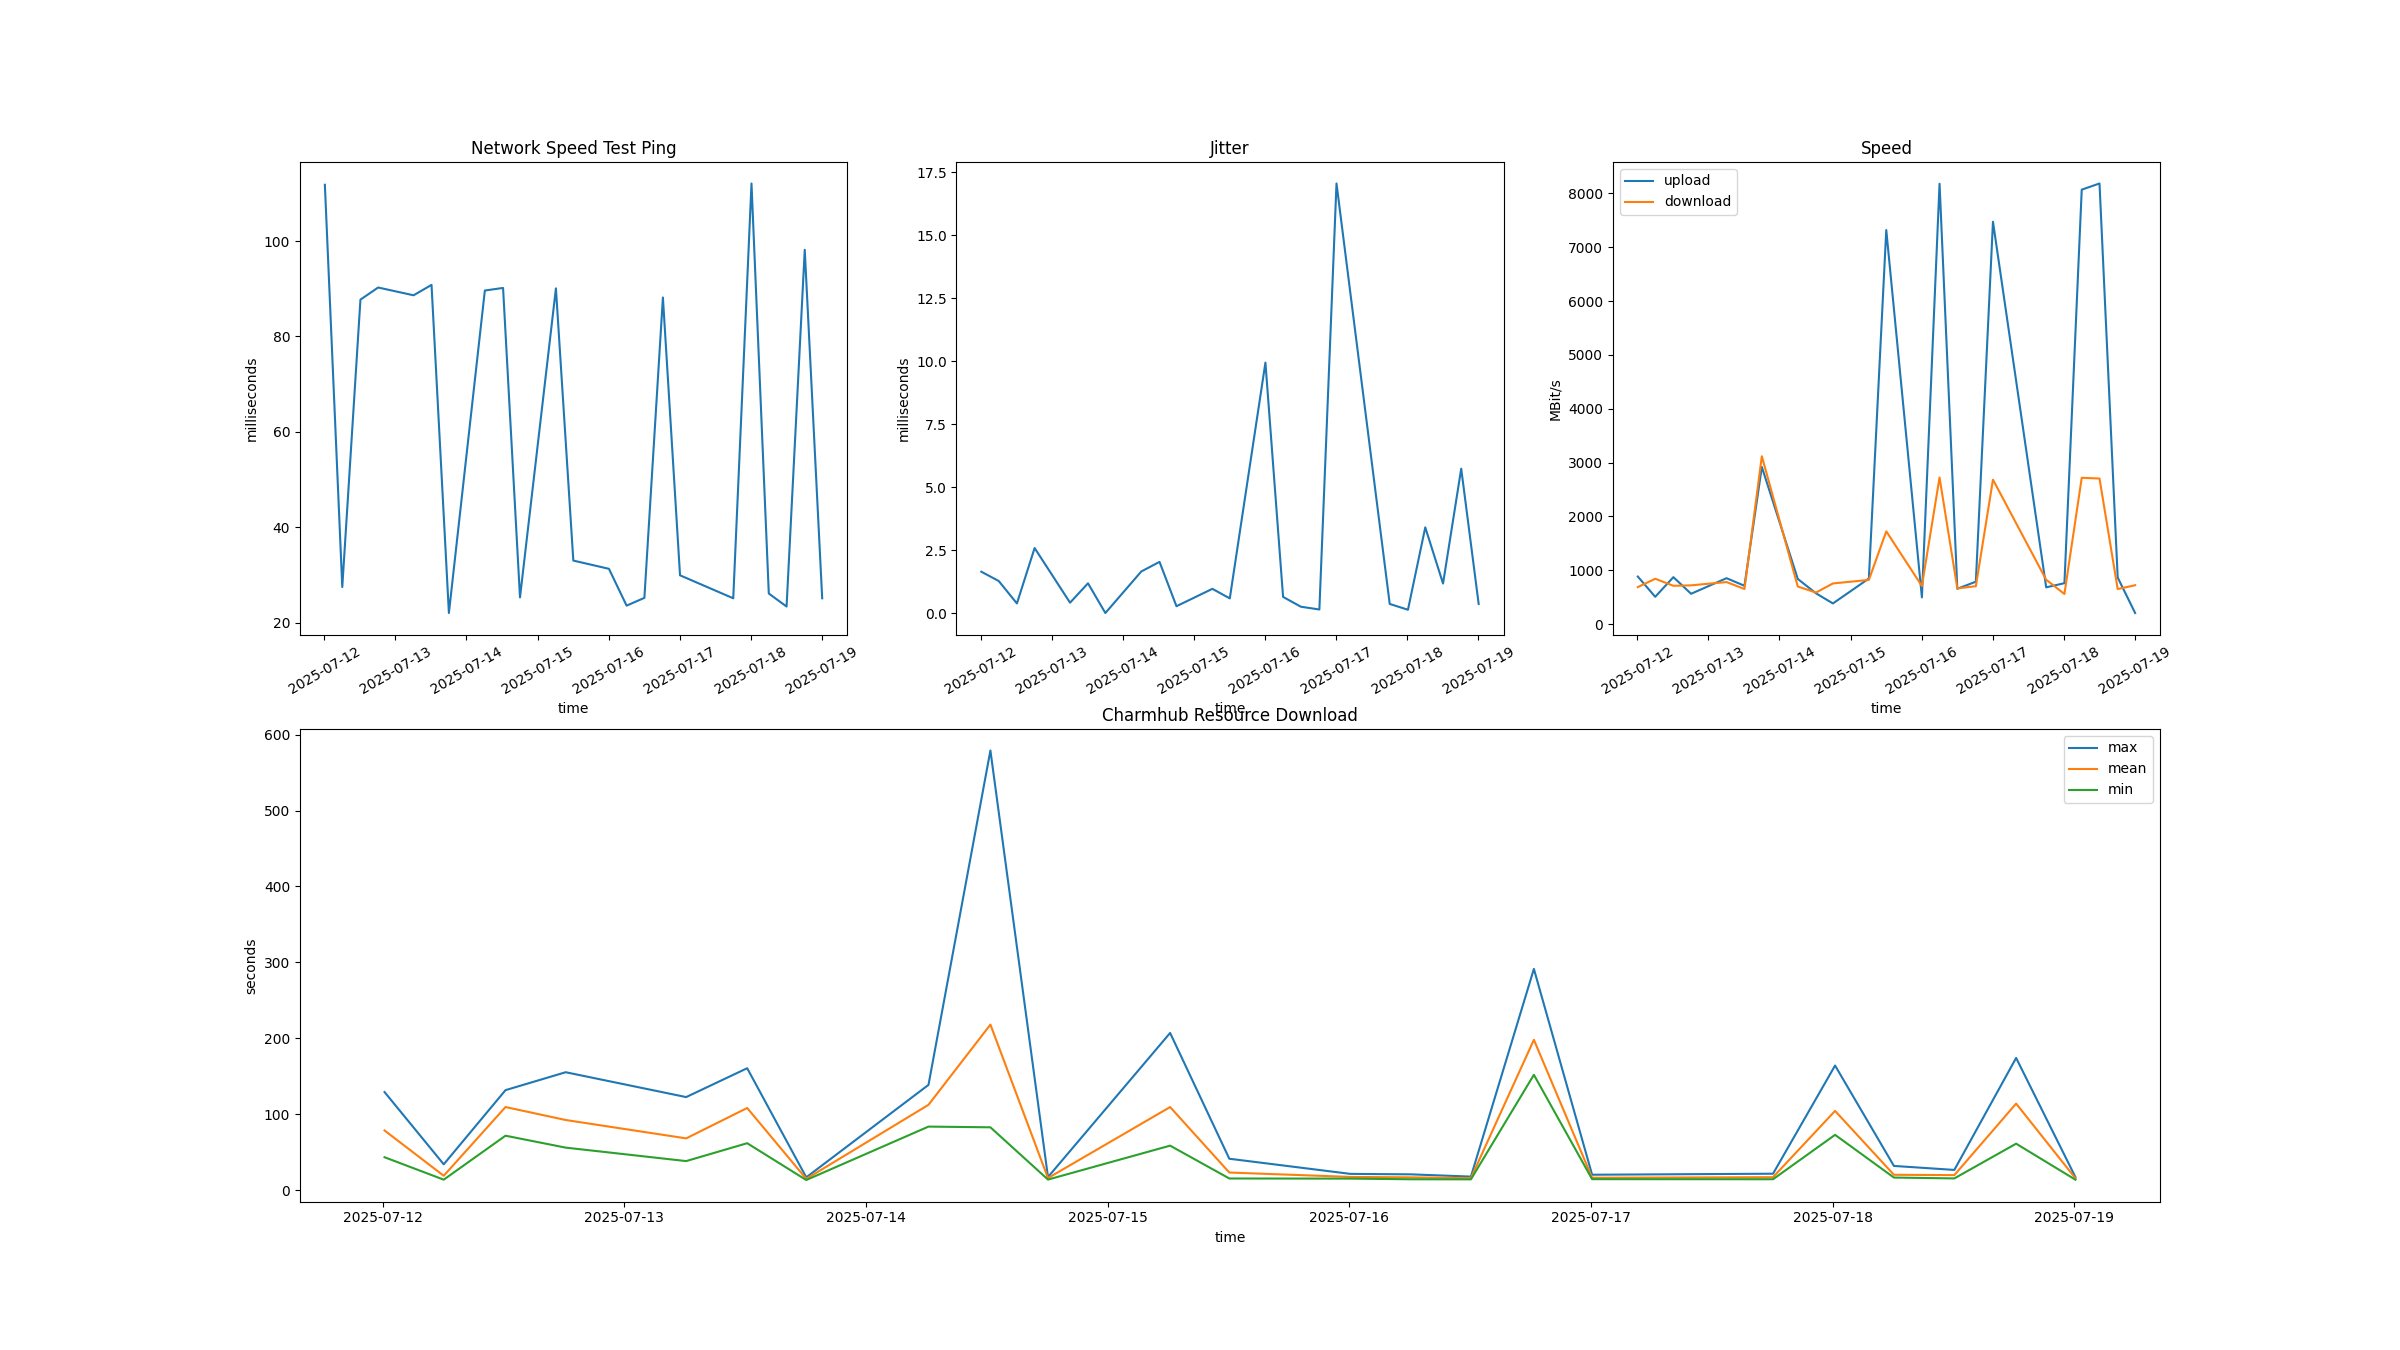 Network Speed Test Ping
milliseconds
100
80
60
40
20
2025-07-12 2025-07-13 2025-07-14 2025-07-15 2025-07-16 2025-07-17 2025-07-18 2025-07-19
time
Jitter
milliseconds
17.5
15.0
12.5
10.0
7.5
5.0
2.5
0.0
2025-07-12 2025-07-13 2025-07-14 2025-07-15 2025-07-16 2025-07-17 2025-07-18 2025-07-19
time
Speed
upload
download
MBit/s
8000
7000
6000
5000
4000
3000
2000
1000
0
2025-07-12 2025-07-13 2025-07-14 2025-07-15 2025-07-16 2025-07-17 2025-07-18 2025-07-19
time
Charmhub Resource Download
max
mean
min
seconds
600
500
400
300
200
100
0
2025-07-12 2025-07-13 2025-07-14 2025-07-15 2025-07-16 2025-07-17 2025-07-18 2025-07-19
time